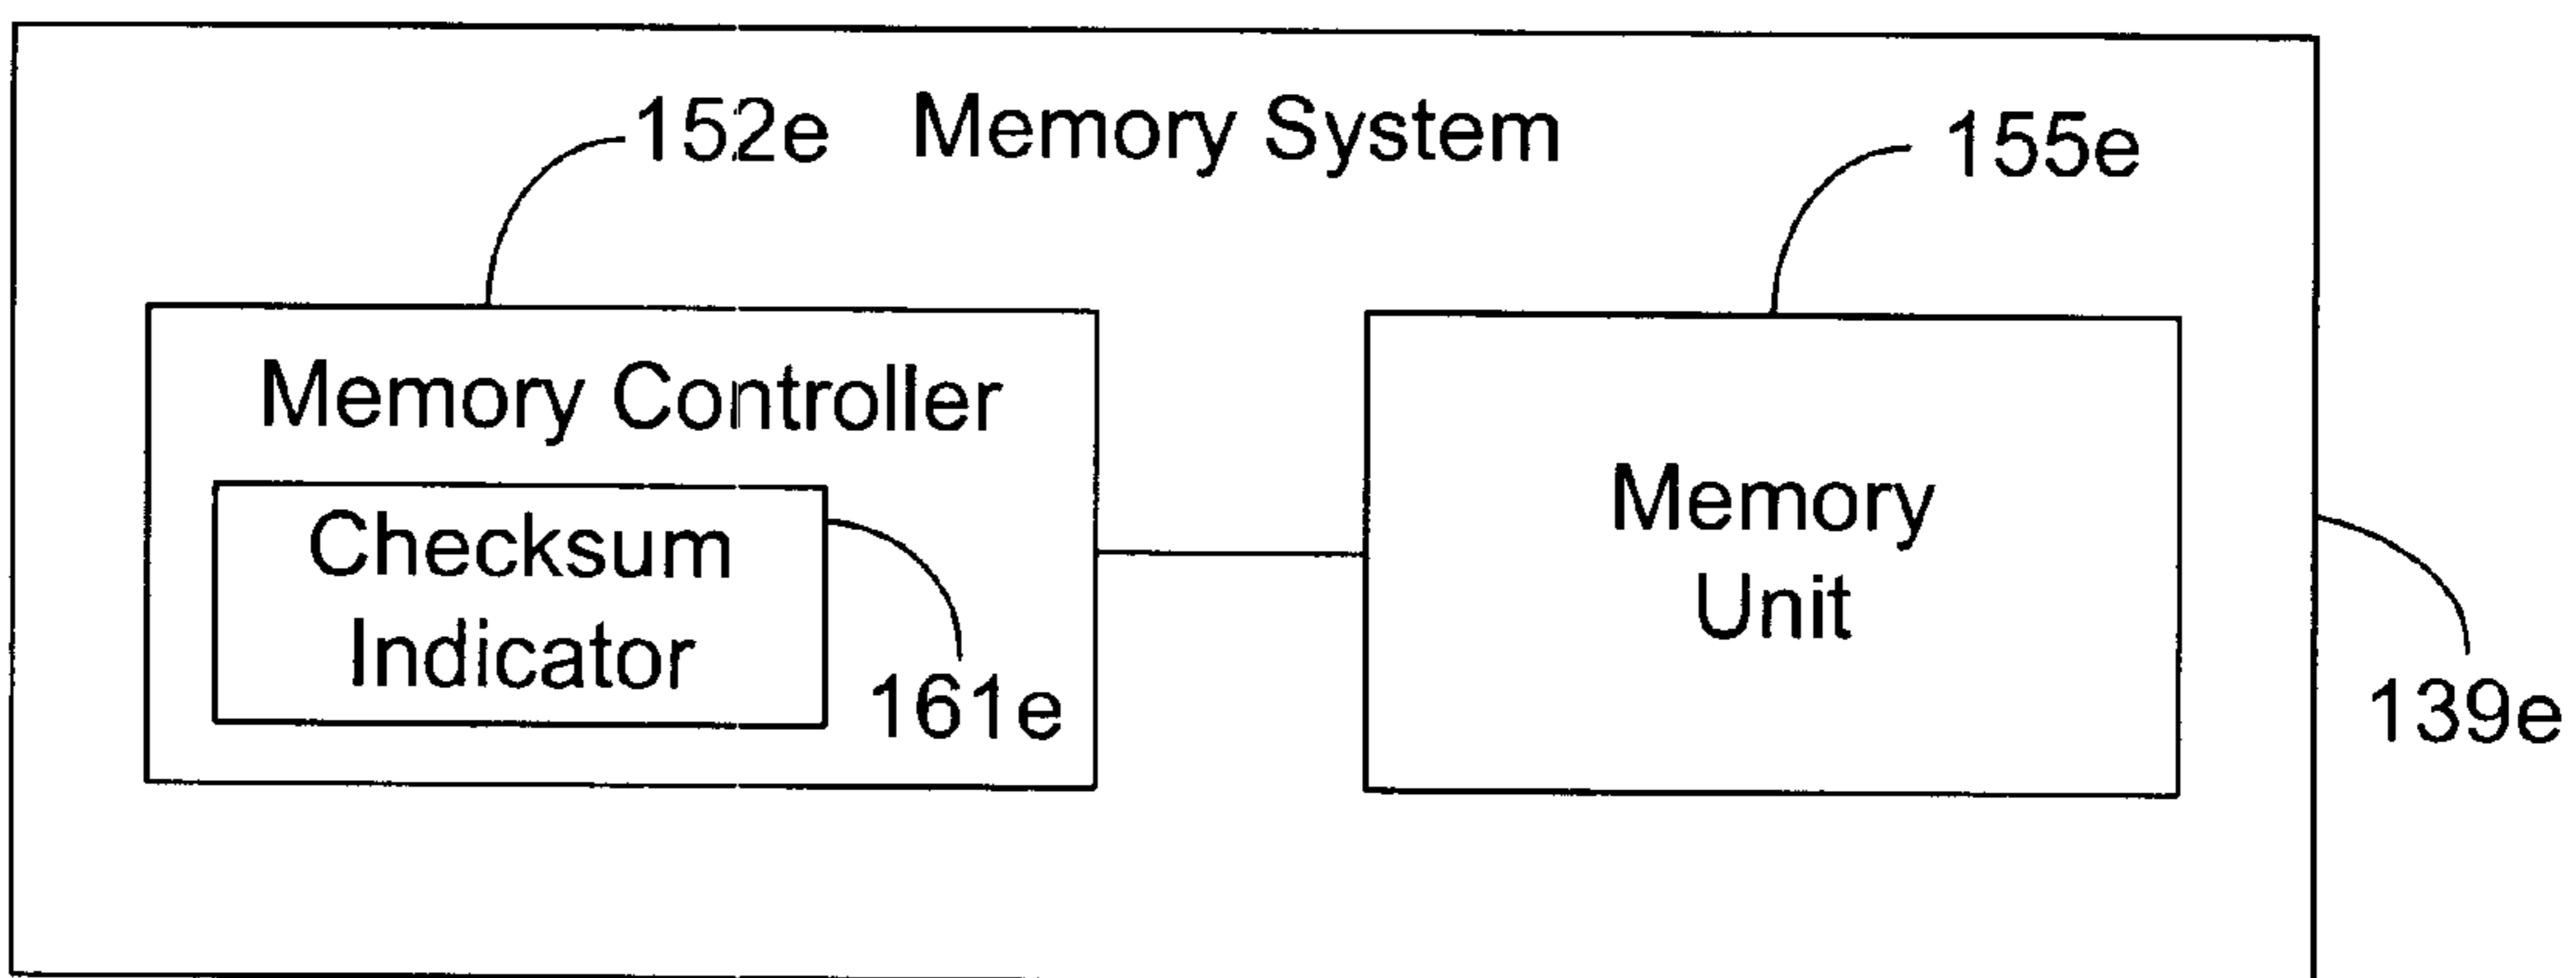 152e Memory System 155e
Memory Controller
Checksum
Indicator
161e
Memory
Unit
139e